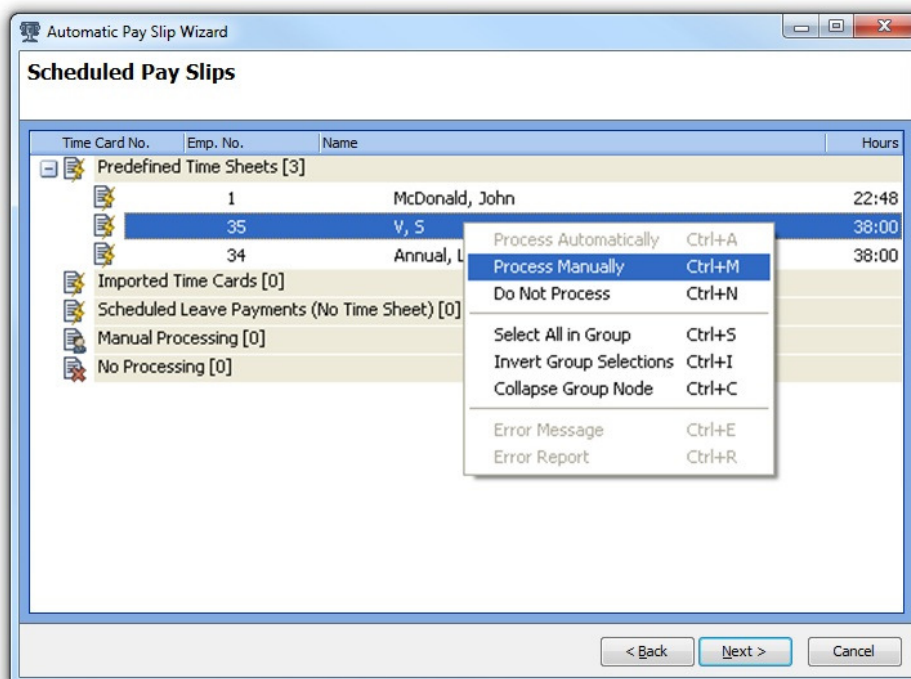 Automatic Pay Slip Wizard
Scheduled Pay Slips
Time Card No. Emp. No. Name Hours
Predefined Time Sheets [3]
1 McDonald, John 22:48
35 V, S 38:00
34 Annual, L 38:00
Imported Time Cards [0]
Scheduled Leave Payments (No Time Sheet) [0]
Manual Processing [0]
No Processing [0]
Process Automatically Ctrl+A
Process Manually Ctrl+M
Do Not Process Ctrl+N
Select All in Group Ctrl+S
Invert Group Selections Ctrl+I
Collapse Group Node Ctrl+C
Error Message Ctrl+E
Error Report Ctrl+R
< Back Next > Cancel